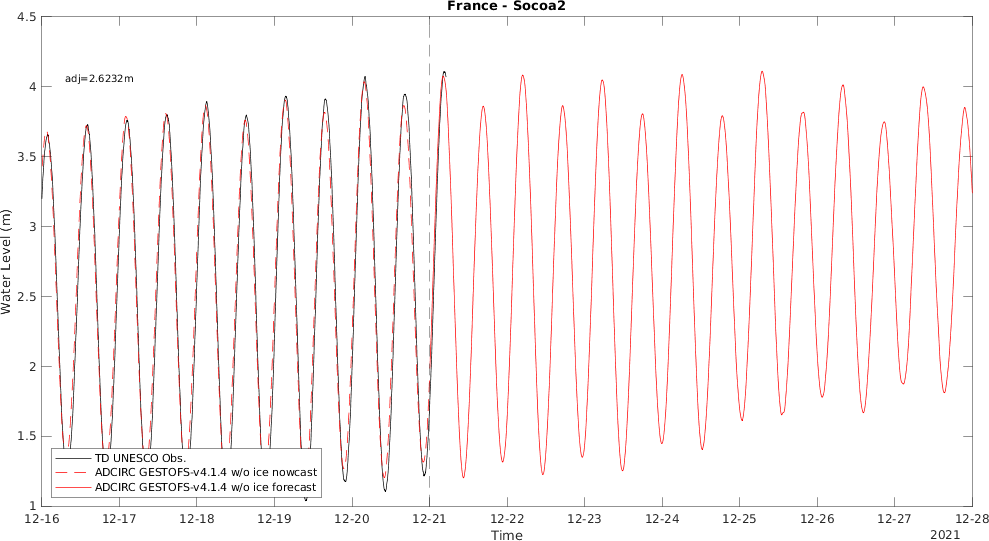 France - Socoa2
4.5
4
3.5
3
2.5
2
1.5
1
Water Level (m)
adj=2.6232m
TD UNESCO Obs.
ADCIRC GESTOFS-v4.1.4 w/o ice nowcast
ADCIRC GESTOFS-v4.1.4 w/o ice forecast
12-16 12-17 12-18 12-19 12-20 12-21 12-22 12-23 12-24 12-25 12-26 12-27 12-28
Time
2021